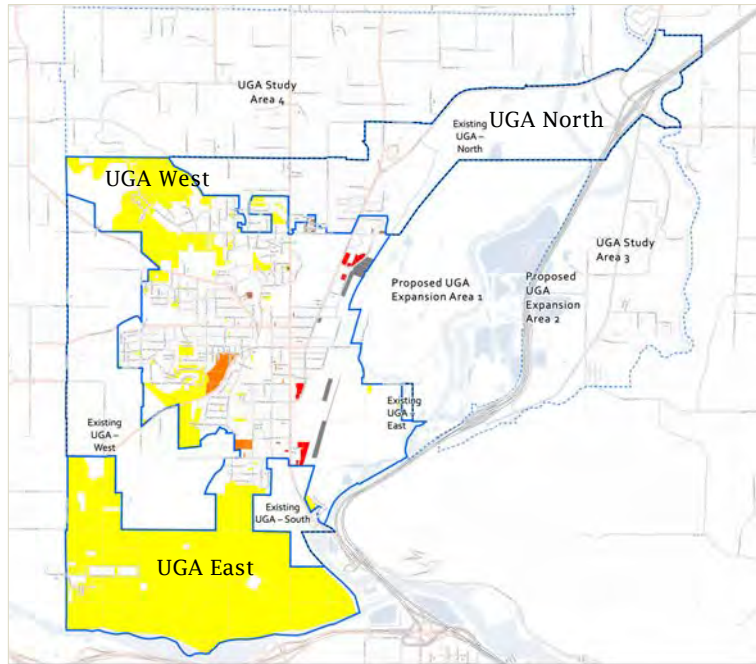 UGA Study
Area 4
Existing
UGA –
North
UGA North
UGA West
UGA Study
Area 3
Proposed UGA
Expansion Area 1
Proposed
UGA
Expansion
Area 2
Existing
UGA –
East
Existing
UGA –
West
Existing
UGA – South
UGA East